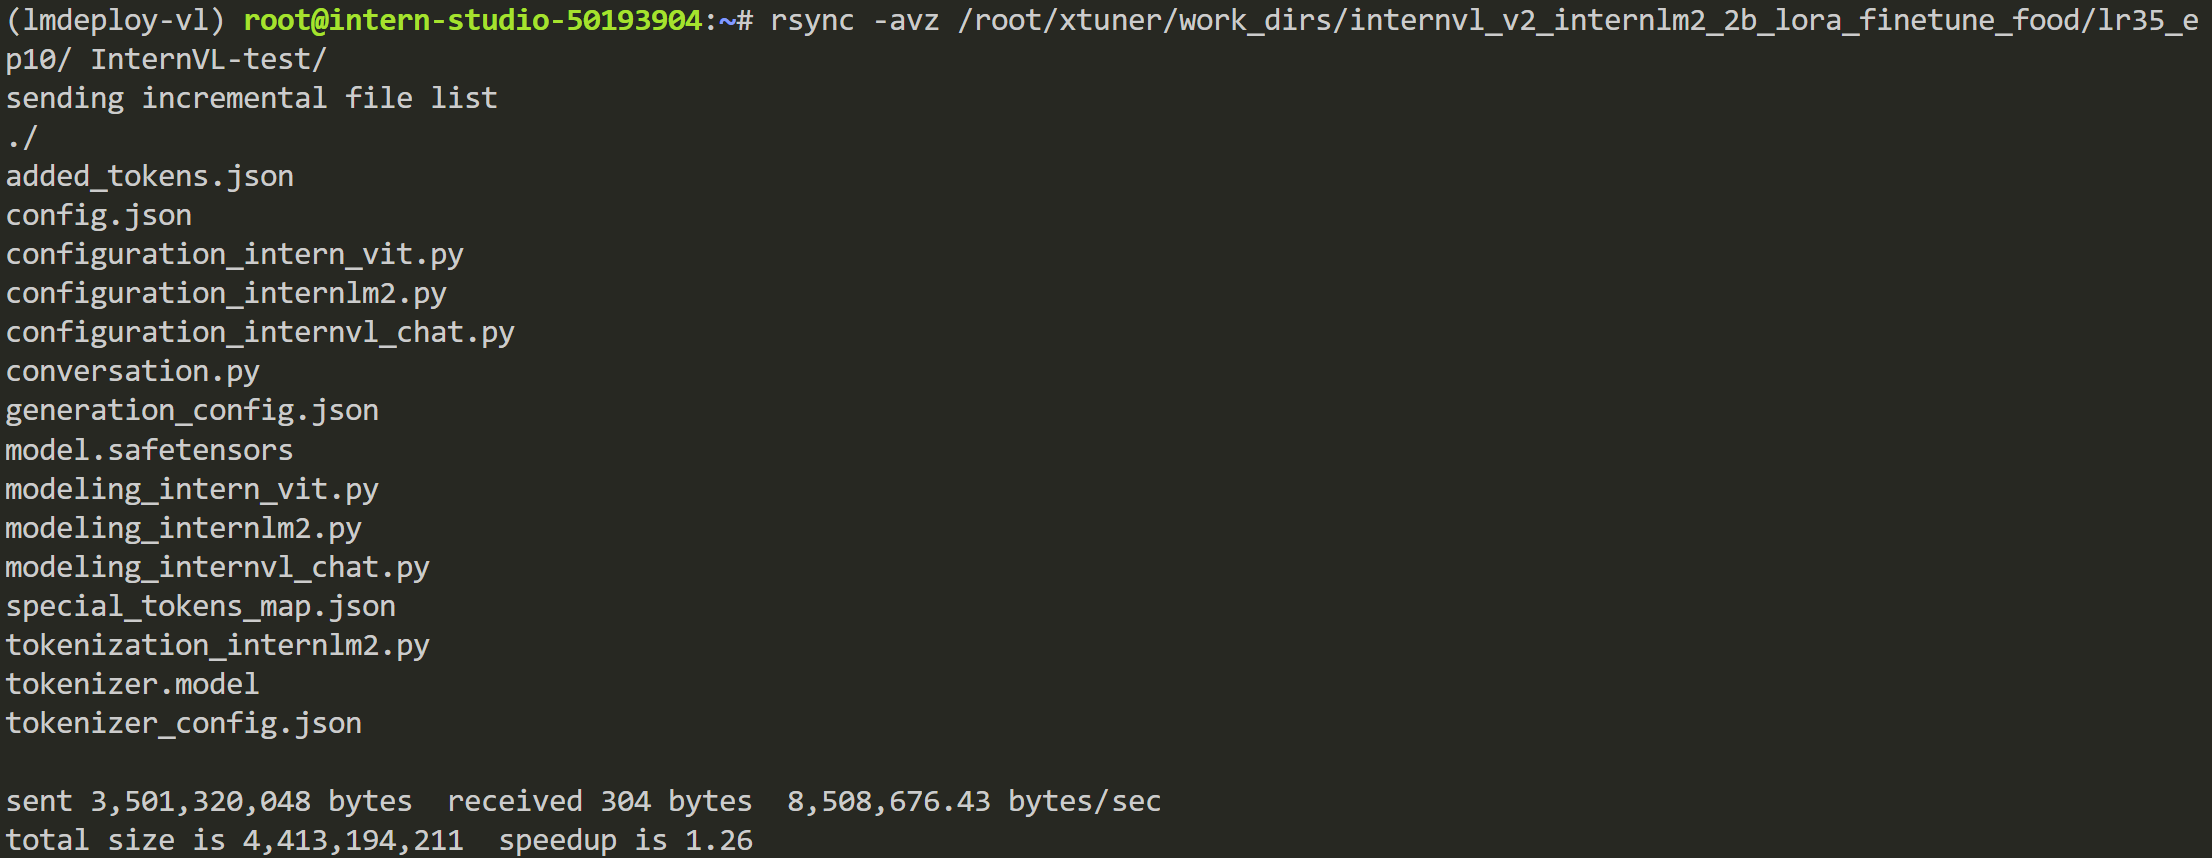 (lmdeploy-vl) root@intern-studio-50193904:~# rsync -avz /root/xtuner/work_dirs/internvl_v2_internlm2_2b_lora_finetune_food/lr35_e
p10/ InternVL-test/
sending incremental file list
./
added_tokens.json
config.json
configuration_intern_vit.py
configuration_internlm2.py
configuration_internvl_chat.py
conversation.py
generation_config.json
model.safetensors
modeling_intern_vit.py
modeling_internlm2.py
modeling_internvl_chat.py
special_tokens_map.json
tokenization_internlm2.py
tokenizer.model
tokenizer_config.json

sent 3,501,320,048 bytes  received 304 bytes  8,508,676.43 bytes/sec
total size is 4,413,194,211  speedup is 1.26